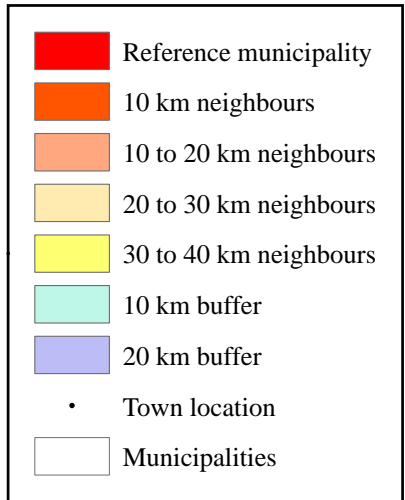 Reference municipality
10 km neighbours
10 to 20 km neighbours
20 to 30 km neighbours
30 to 40 km neighbours
10 km buffer
20 km buffer
Town location
Municipalities